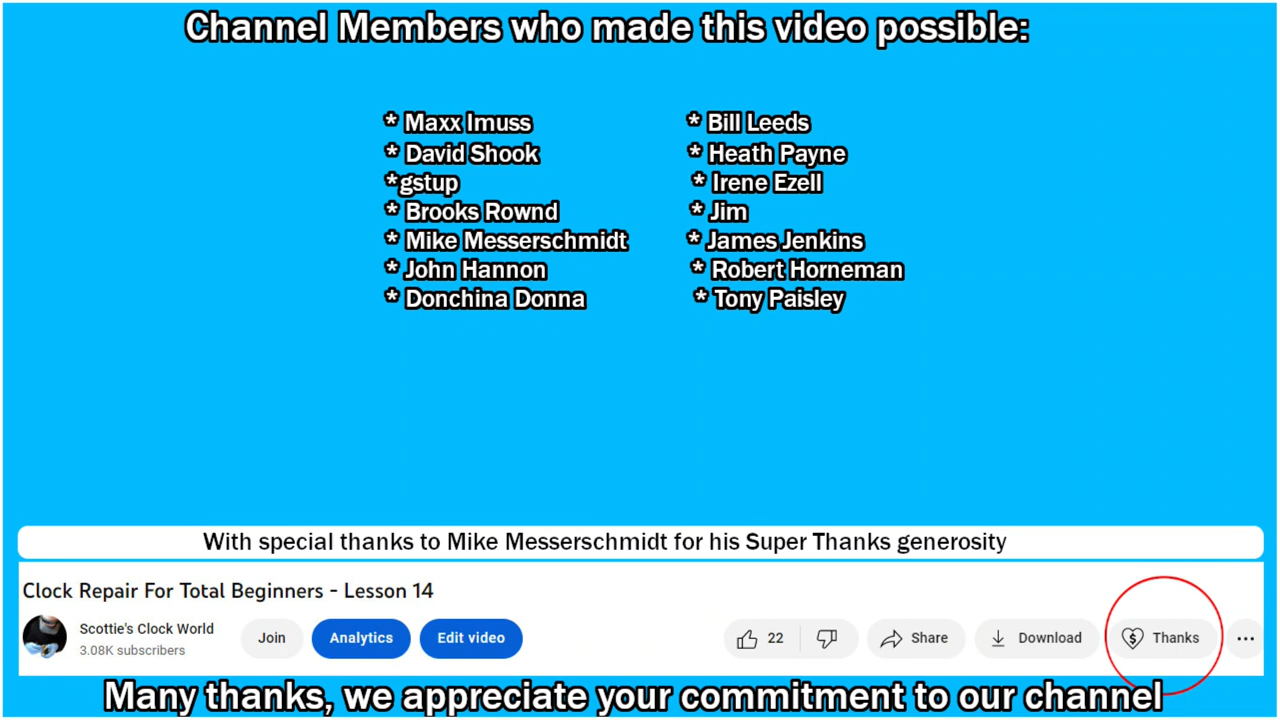 Channel Members who made this video possible:
* Maxx Imuss
* David Shook
*gstup
* Brooks Rownd
* Mike Messerschmidt
* John Hannon
* Donchina Donna
* Bill Leeds
* Heath Payne
* Irene Ezell
* Jim
* James Jenkins
* Robert Horneman
* Tony Paisley
With special thanks to Mike Messerschmidt for his Super Thanks generosity
Clock Repair For Total Beginners - Lesson 14
Scottie's Clock World
3.08K subscribers
Join
Analytics
Edit video
22
Share
Download
$ Thanks
...
Many thanks, we appreciate your commitment to our channel